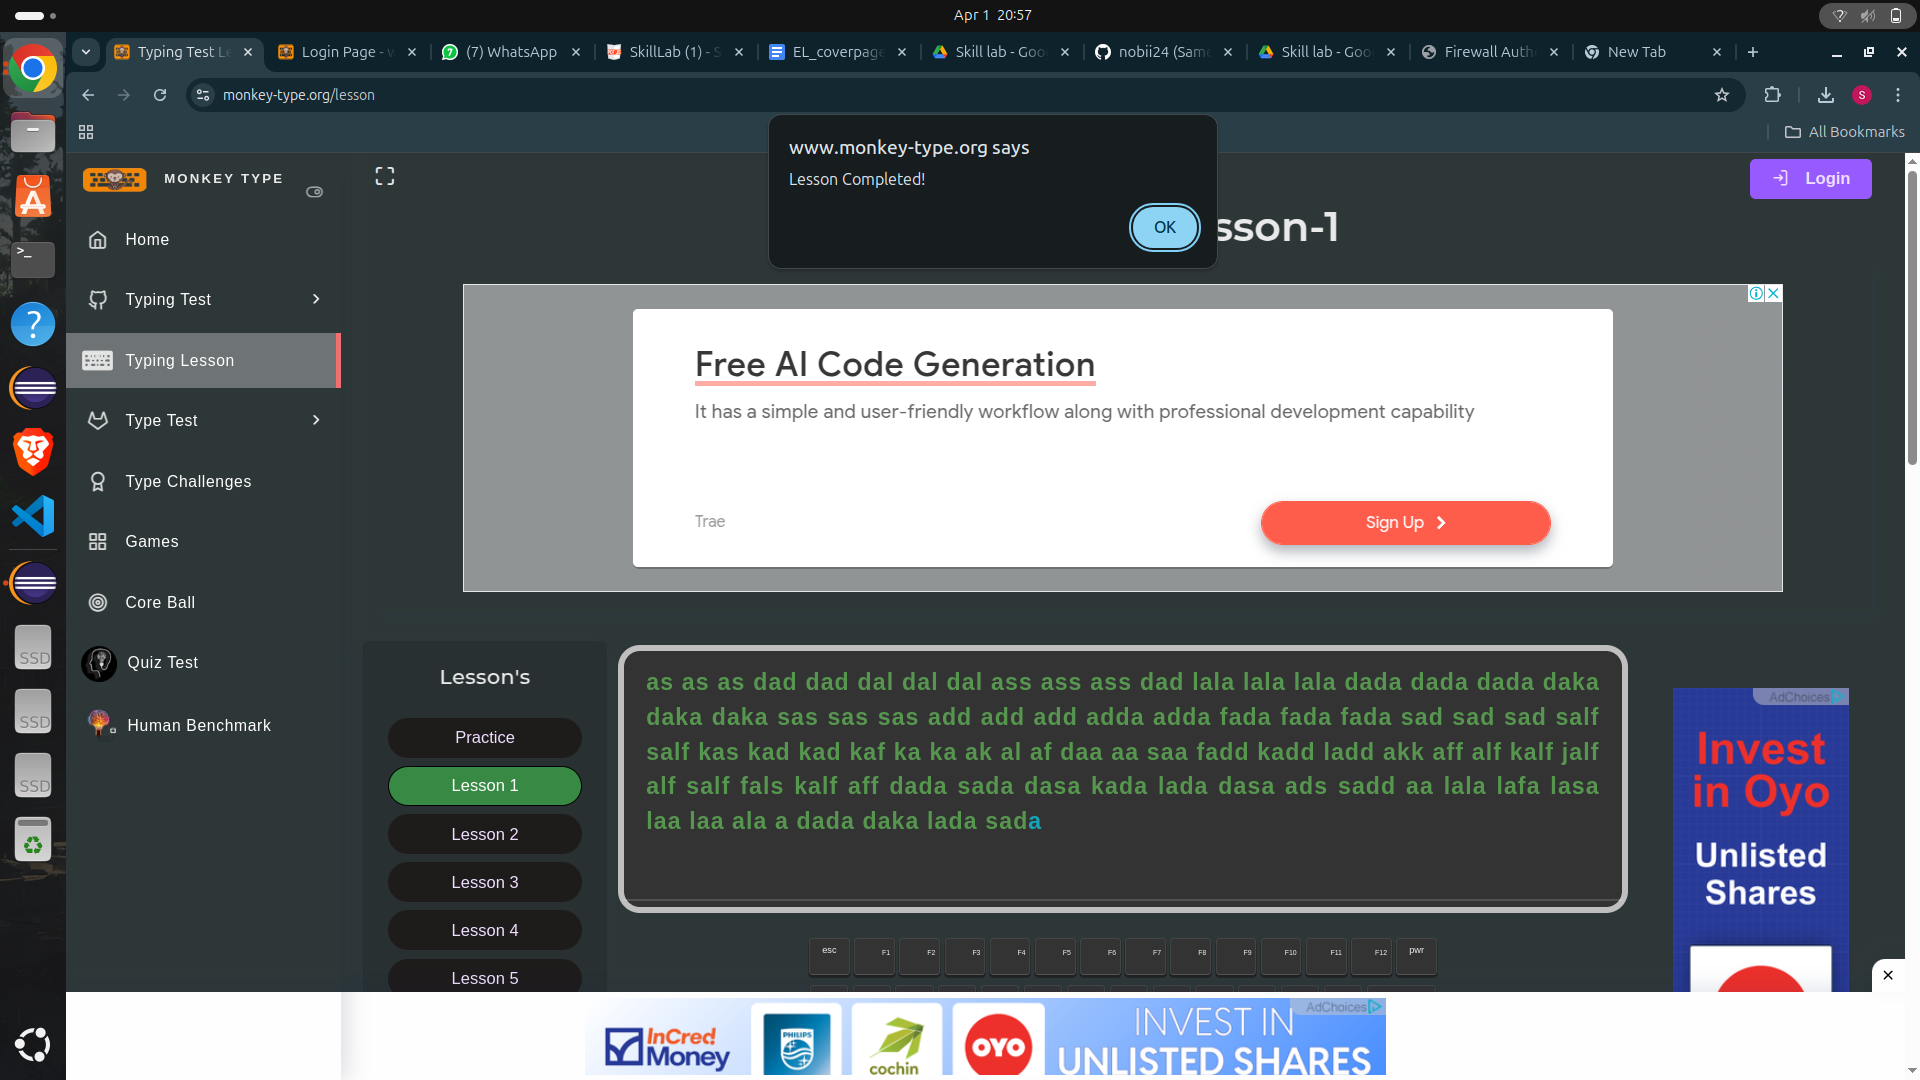 Apr 1 20:57
Typing Test Le
Login Page - w
(7) WhatsApp
SkillLab (1) - S
EL_coverpage
Skill lab - Goo
nobii24 (Same
Skill lab - Goo
Firewall Auth
New Tab
monkey-type.org/lesson
S
All Bookmarks
www.monkey-type.org says
Lesson Completed!
OK
MONKEY TYPE
Login
sson-1
Home
Typing Test
Typing Lesson
Type Test
Type Challenges
Games
Core Ball
Quiz Test
Human Benchmark
Free AI Code Generation
It has a simple and user-friendly workflow along with professional development capability
Trae
Sign Up
Lesson's
Practice
Lesson 1
Lesson 2
Lesson 3
Lesson 4
Lesson 5
as as as dad dad dal dal dal ass ass ass dad lala lala lala dada dada dada daka
daka daka sas sas sas add add add adda adda fada fada fada sad sad sad salf
salf kas kad kad kaf ka ka ak al af daa aa saa fadd kadd ladd akk aff alf kalf jalf
alf salf fals kalf aff dada sada dasa kada lada dasa ads sadd aa lala lafa lasa
laa laa ala a dada daka lada sada
esc F1 F2 F3 F4 F5 F6 F7 F8 F9 F10 F11 F12 pwr
AdChoices
Invest
in Oyo
Unlisted
Shares
InCred
Money
PHILIPS
cochin
OYO
INVEST IN
UNLISTED SHARES
AdChoices
SSD
SSD
SSD